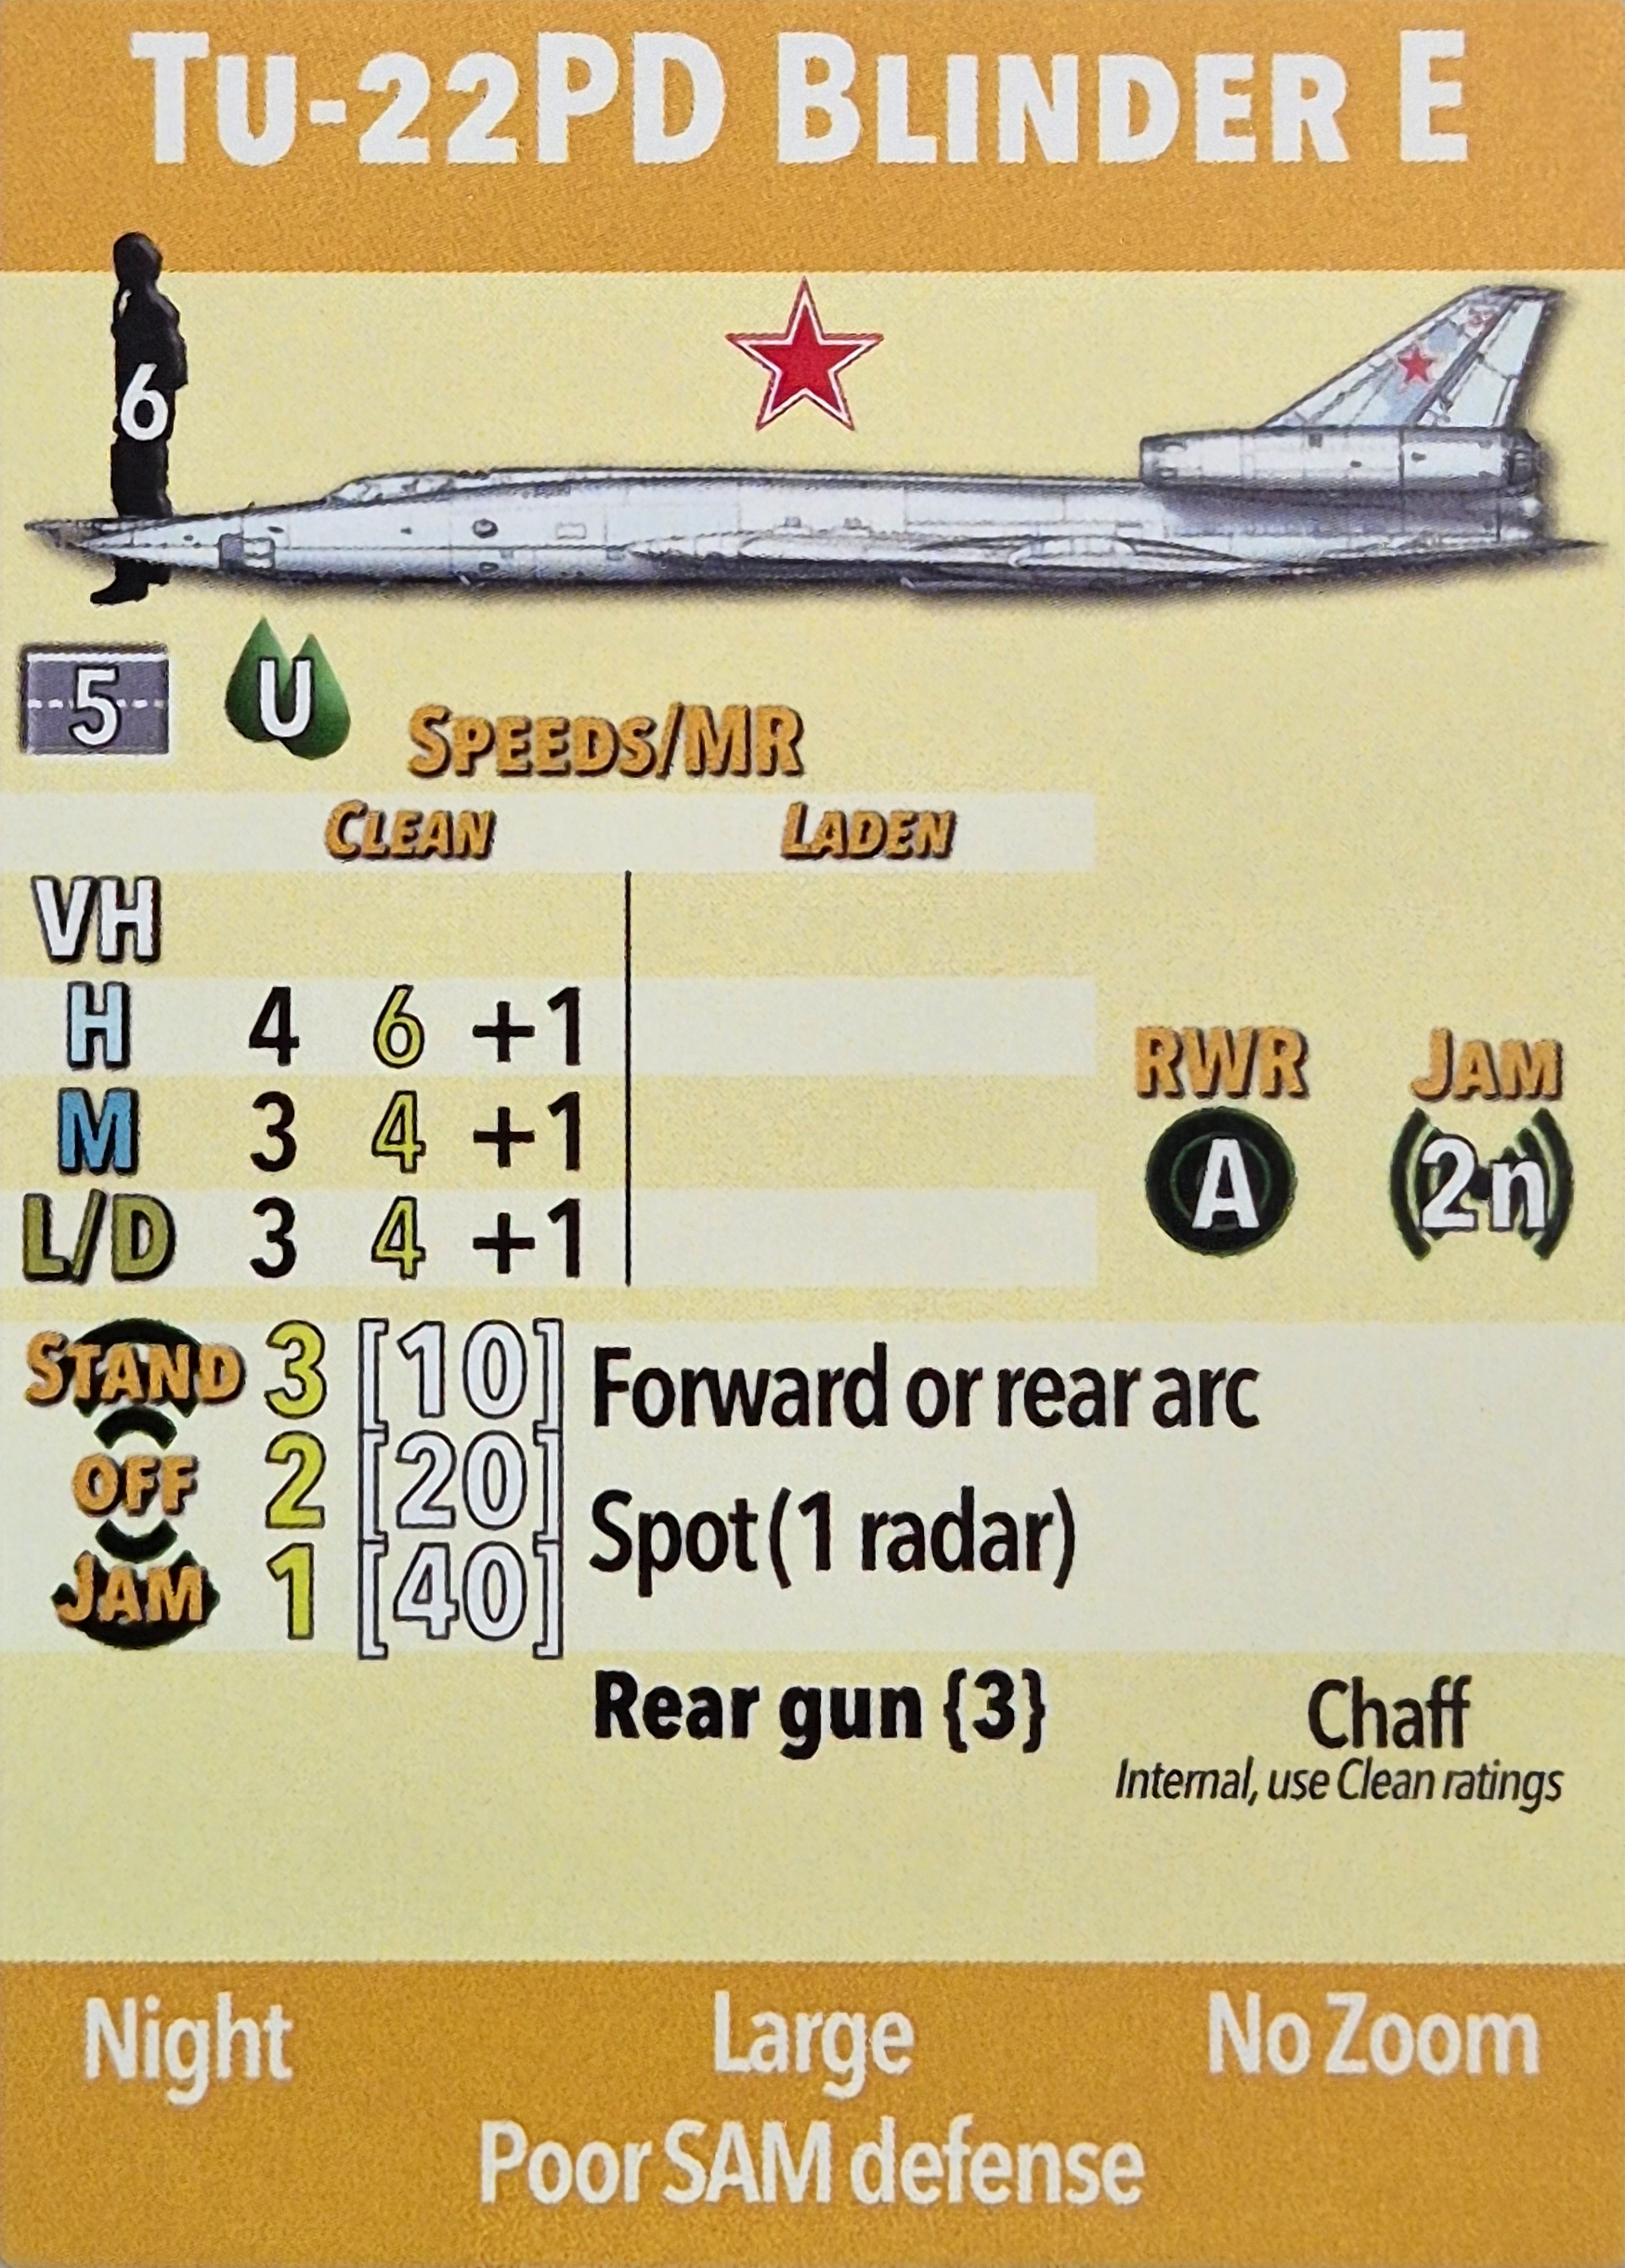 Tu-22PD Blinder E
6
5 U
Speeds/MR
Clean Laden
VH
H 4 6 +1
M 3 4 +1
L/D 3 4 +1
RWR Jam
A 2n
Stand off Jam
3 [10] Forward or rear arc
2 [20] Spot (1 radar)
1 [40]
Rear gun {3} Chaff
Internal, use Clean ratings
Night Large No Zoom
Poor SAM defense